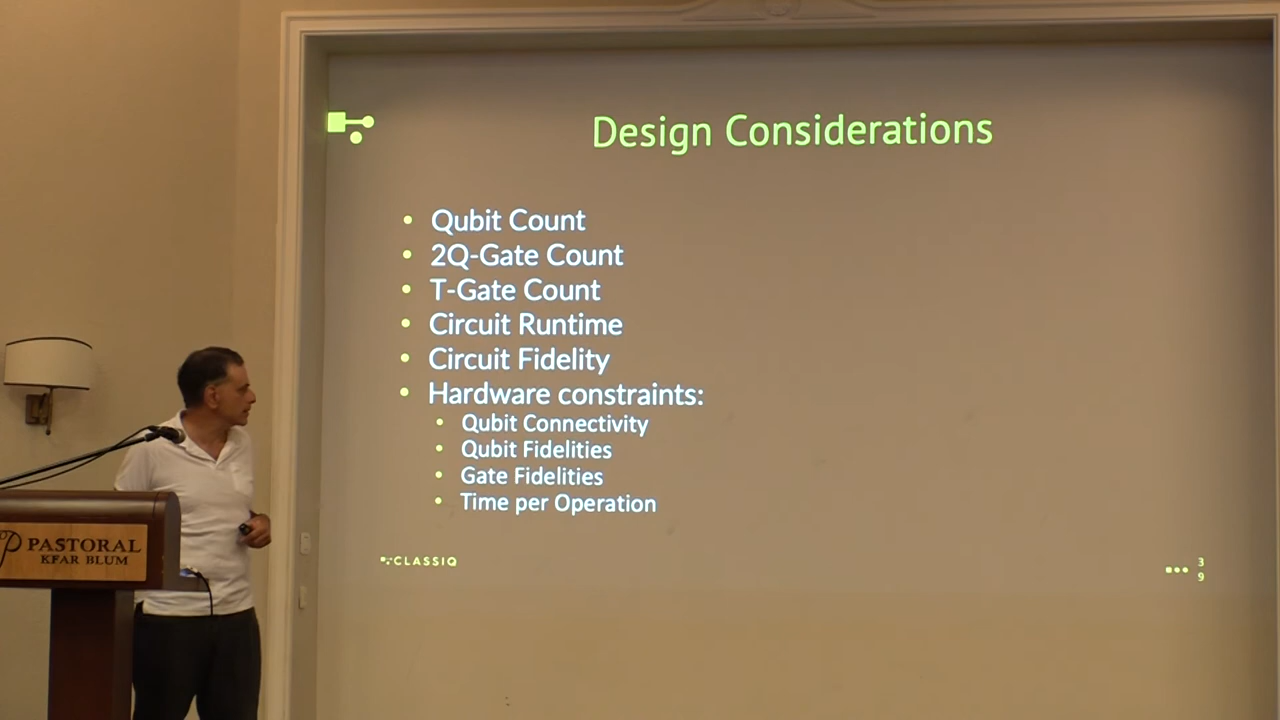 Design Considerations
• Qubit Count
• 2Q-Gate Count
• T-Gate Count
• Circuit Runtime
• Circuit Fidelity
• Hardware constraints:
• Qubit Connectivity
• Qubit Fidelities
• Gate Fidelities
• Time per Operation
CLASSIQ
3
9
PASTORAL
KFAR BLUM